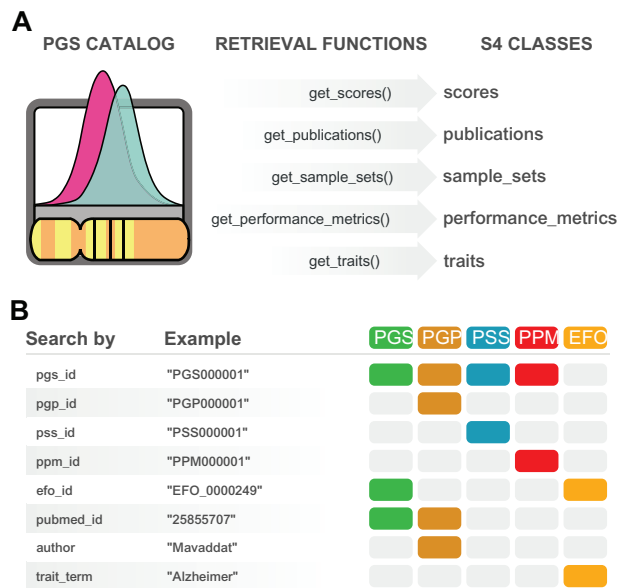 A
PGS CATALOG RETRIEVAL FUNCTIONS S4 CLASSES
get_scores() scores
get_publications() publications
get_sample_sets() sample_sets
get_performance_metrics() performance_metrics
get_traits() traits
B
Search by Example PGS PGP PSS PPM EFO
pgs_id "PGS000001"
pgp_id "PGP000001"
pss_id "PSS000001"
ppm_id "PPM000001"
efo_id "EFO_0000249"
pubmed_id "25855707"
author "Mavaddat"
trait_term "Alzheimer"